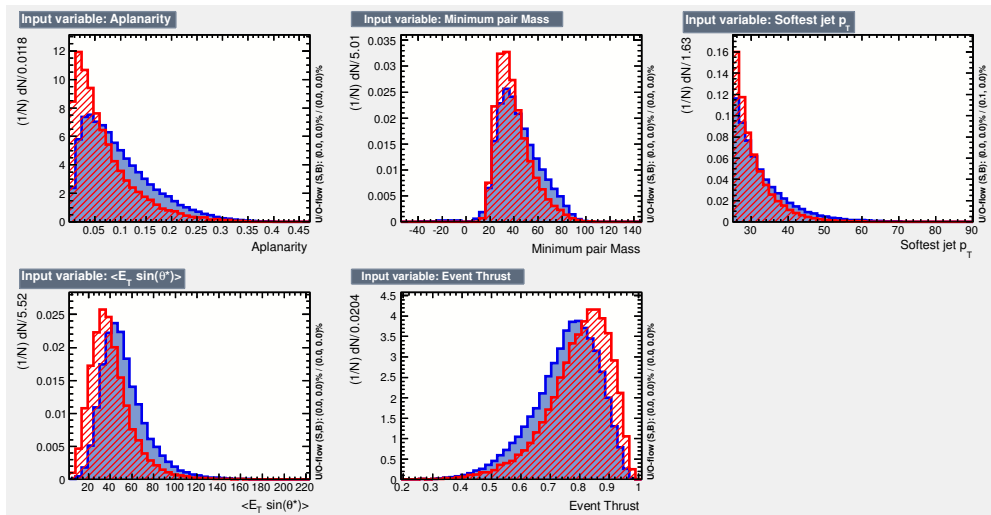 Input variable: Aplanarity
(1/N) dN/0.0118
12
10
8
6
4
2
0
0.05 0.1 0.15 0.2 0.25 0.3 0.35 0.4 0.45
Aplanarity
U/O-flow (S,B): (0.0, 0.0)% / (0.0, 0.0)%
Input variable: Minimum pair Mass
(1/N) dN/5.01
0.035
0.03
0.025
0.02
0.015
0.01
0.005
0
-40 -20 0 20 40 60 80 100 120 140
Minimum pair Mass
U/O-flow (S,B): (0.0, 0.0)% / (0.0, 0.0)%
Input variable: Softest jet p_T
(1/N) dN/1.63
0.16
0.14
0.12
0.10
0.08
0.06
0.04
0.02
0.00
30 40 50 60 70 80 90
Softest jet p_T
U/O-flow (S,B): (0.0, 0.0)% / (0.1, 0.0)%
Input variable: <E_T sin(θ*)>
(1/N) dN/5.52
0.025
0.02
0.015
0.01
0.005
0
20 40 60 80 100 120 140 160 180 200 220
<E_T sin(θ*)>
U/O-flow (S,B): (0.0, 0.0)% / (0.0, 0.0)%
Input variable: Event Thrust
(1/N) dN/0.0204
4.5
4
3.5
3
2.5
2
1.5
1
0.5
0
0.2 0.3 0.4 0.5 0.6 0.7 0.8 0.9 1
Event Thrust
U/O-flow (S,B): (0.0, 0.0)% / (0.0, 0.0)%